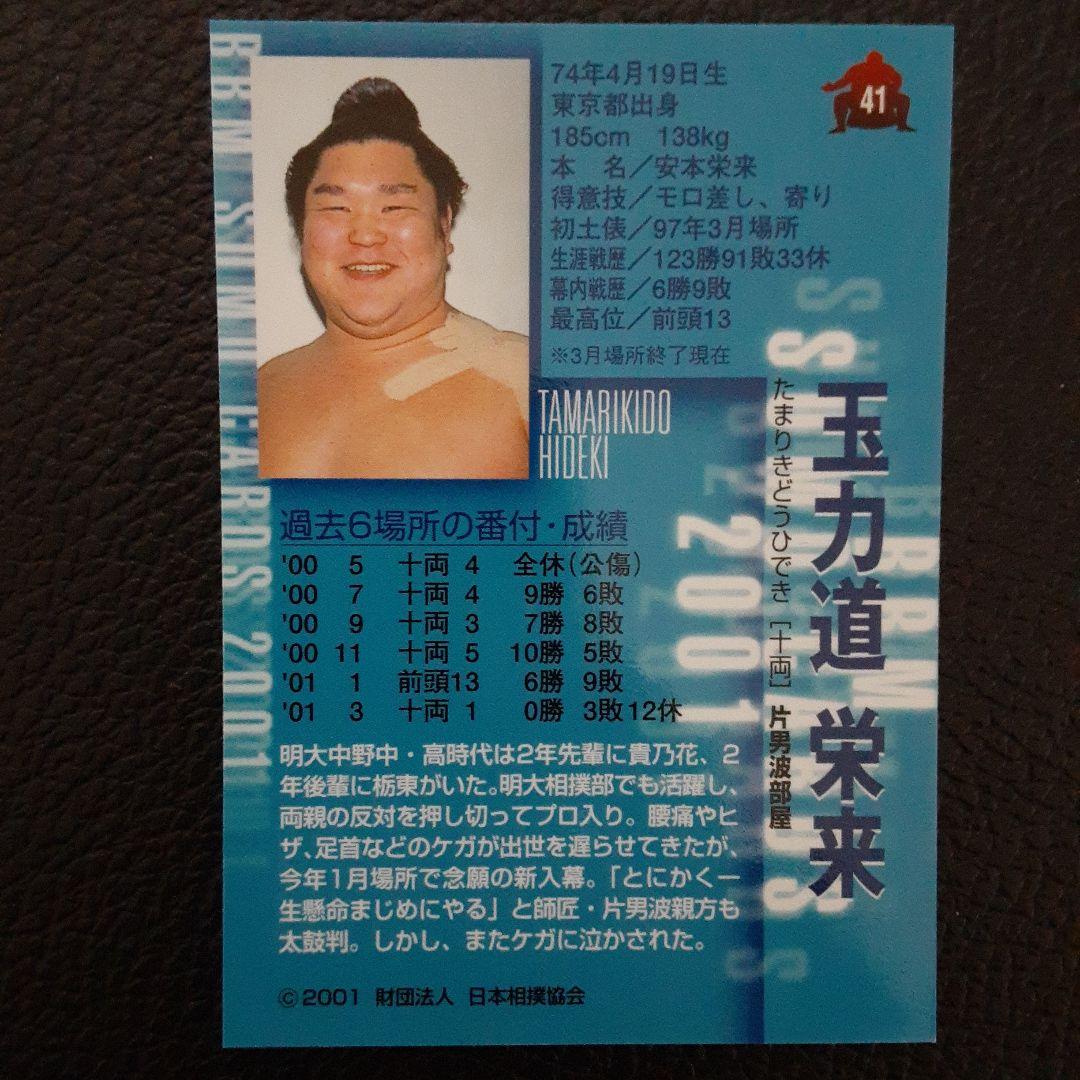 BBM SUMO CARDS 2001
74年4月19日生
東京都出身
185cm 138kg
本 名／安本栄来
得意技／モロ差し、寄り
初土俵／97年3月場所
生涯戦歴／123勝91敗33休
幕内戦歴／6勝9敗
最高位／前頭13
※3月場所終了現在
41
TAMARIKIDO
HIDEKI
玉力道 栄来
たまりきどうひでき［十両］片男波部屋
BBM
SUMO CARDS
2001
過去6場所の番付・成績
'00 5 十両 4 全休（公傷）
'00 7 十両 4 9勝 6敗
'00 9 十両 3 7勝 8敗
'00 11 十両 5 10勝 5敗
'01 1 前頭13 6勝 9敗
'01 3 十両 1 0勝 3敗12休
明大中野中・高時代は2年先輩に貴乃花、2
年後輩に栃東がいた。明大相撲部でも活躍し、
両親の反対を押し切ってプロ入り。腰痛やヒ
ザ、足首などのケガが出世を遅らせてきたが、
今年1月場所で念願の新入幕。「とにかく一
生懸命まじめにやる」と師匠・片男波親方も
太鼓判。しかし、またケガに泣かされた。
©2001 財団法人 日本相撲協会